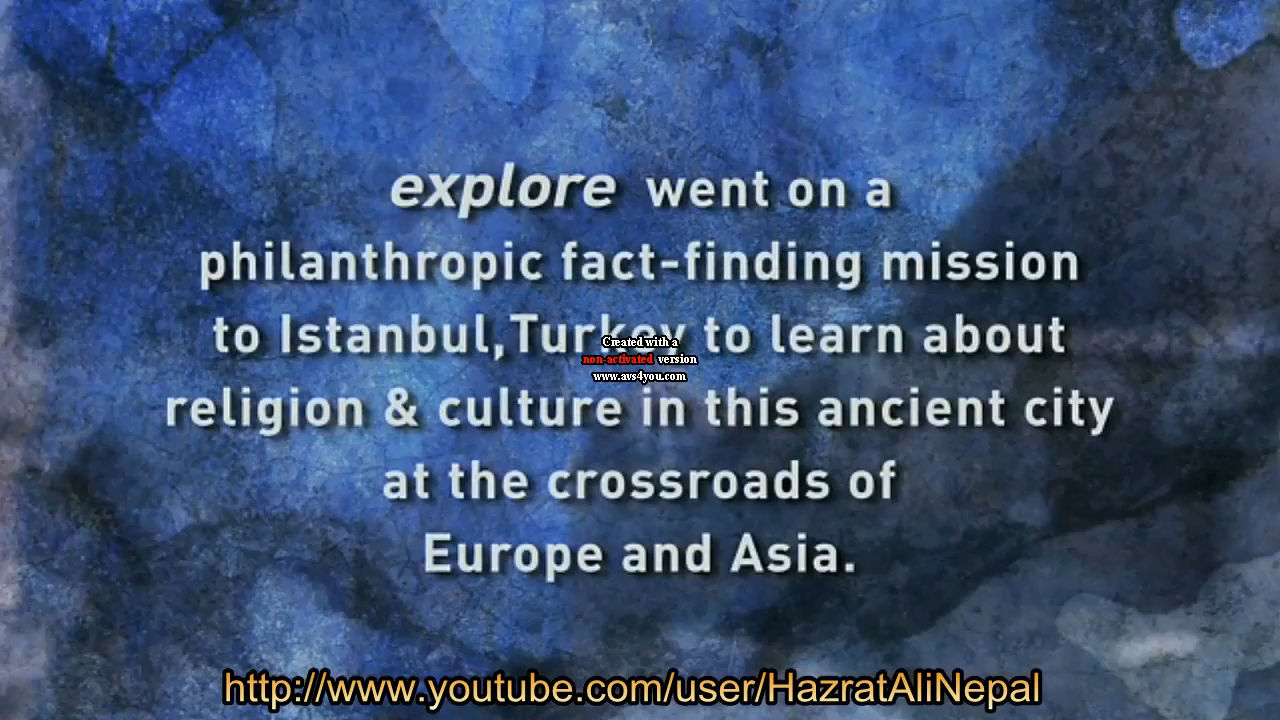 explore went on a
philanthropic fact-finding mission
to Istanbul,Turkey to learn about
Created with a
non-activated version
www.avs4you.com
religion & culture in this ancient city
at the crossroads of
Europe and Asia.
http://www.youtube.com/user/HazratAliNepal